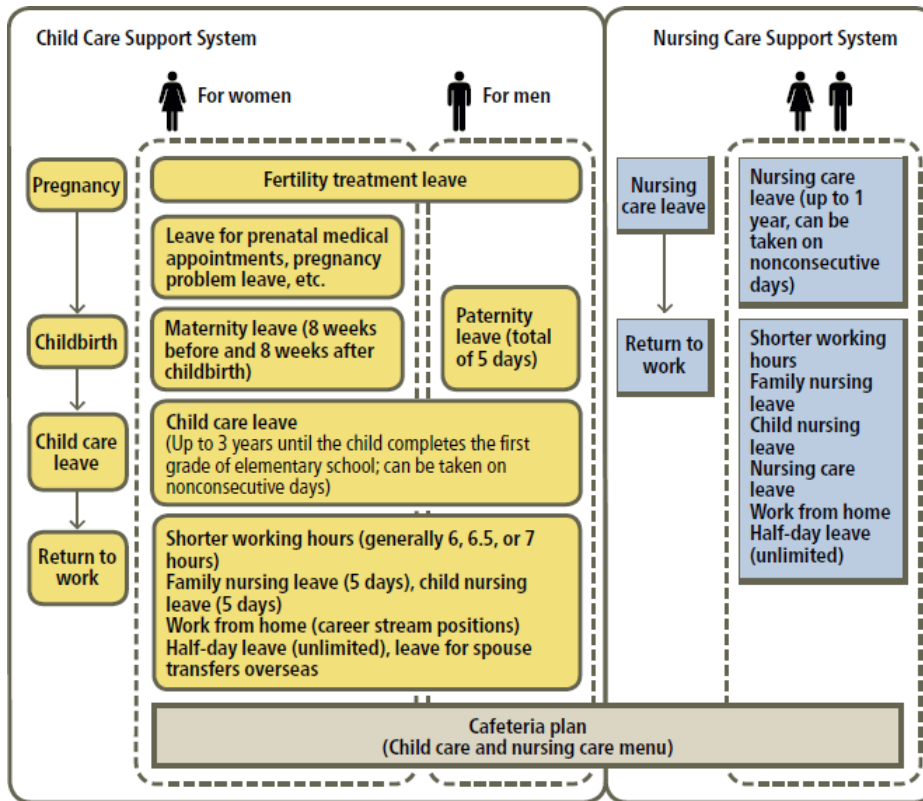 Child Care Support System
For women
For men
Pregnancy
Fertility treatment leave
Leave for prenatal medical
appointments, pregnancy
problem leave, etc.
Childbirth
Maternity leave (8 weeks
before and 8 weeks after
childbirth)
Paternity
leave (total
of 5 days)
Child care
leave
Child care leave
(Up to 3 years until the child completes the first
grade of elementary school; can be taken on
nonconsecutive days)
Return to
work
Shorter working hours (generally 6, 6.5, or 7
hours)
Family nursing leave (5 days), child nursing
leave (5 days)
Work from home (career stream positions)
Half-day leave (unlimited), leave for spouse
transfers overseas
Nursing Care Support System
Nursing
care leave
Nursing care
leave (up to 1
year, can be
taken on
nonconsecutive
days)
Return to
work
Shorter working
hours
Family nursing
leave
Child nursing
leave
Nursing care
leave
Work from home
Half-day leave
(unlimited)
Cafeteria plan
(Child care and nursing care menu)